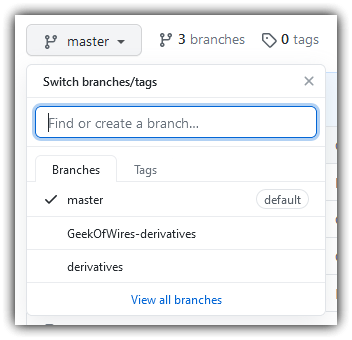 master
3 branches
0 tags
Switch branches/tags
Find or create a branch...
Branches
Tags
master
default
GeekOfWires-derivatives
derivatives
View all branches